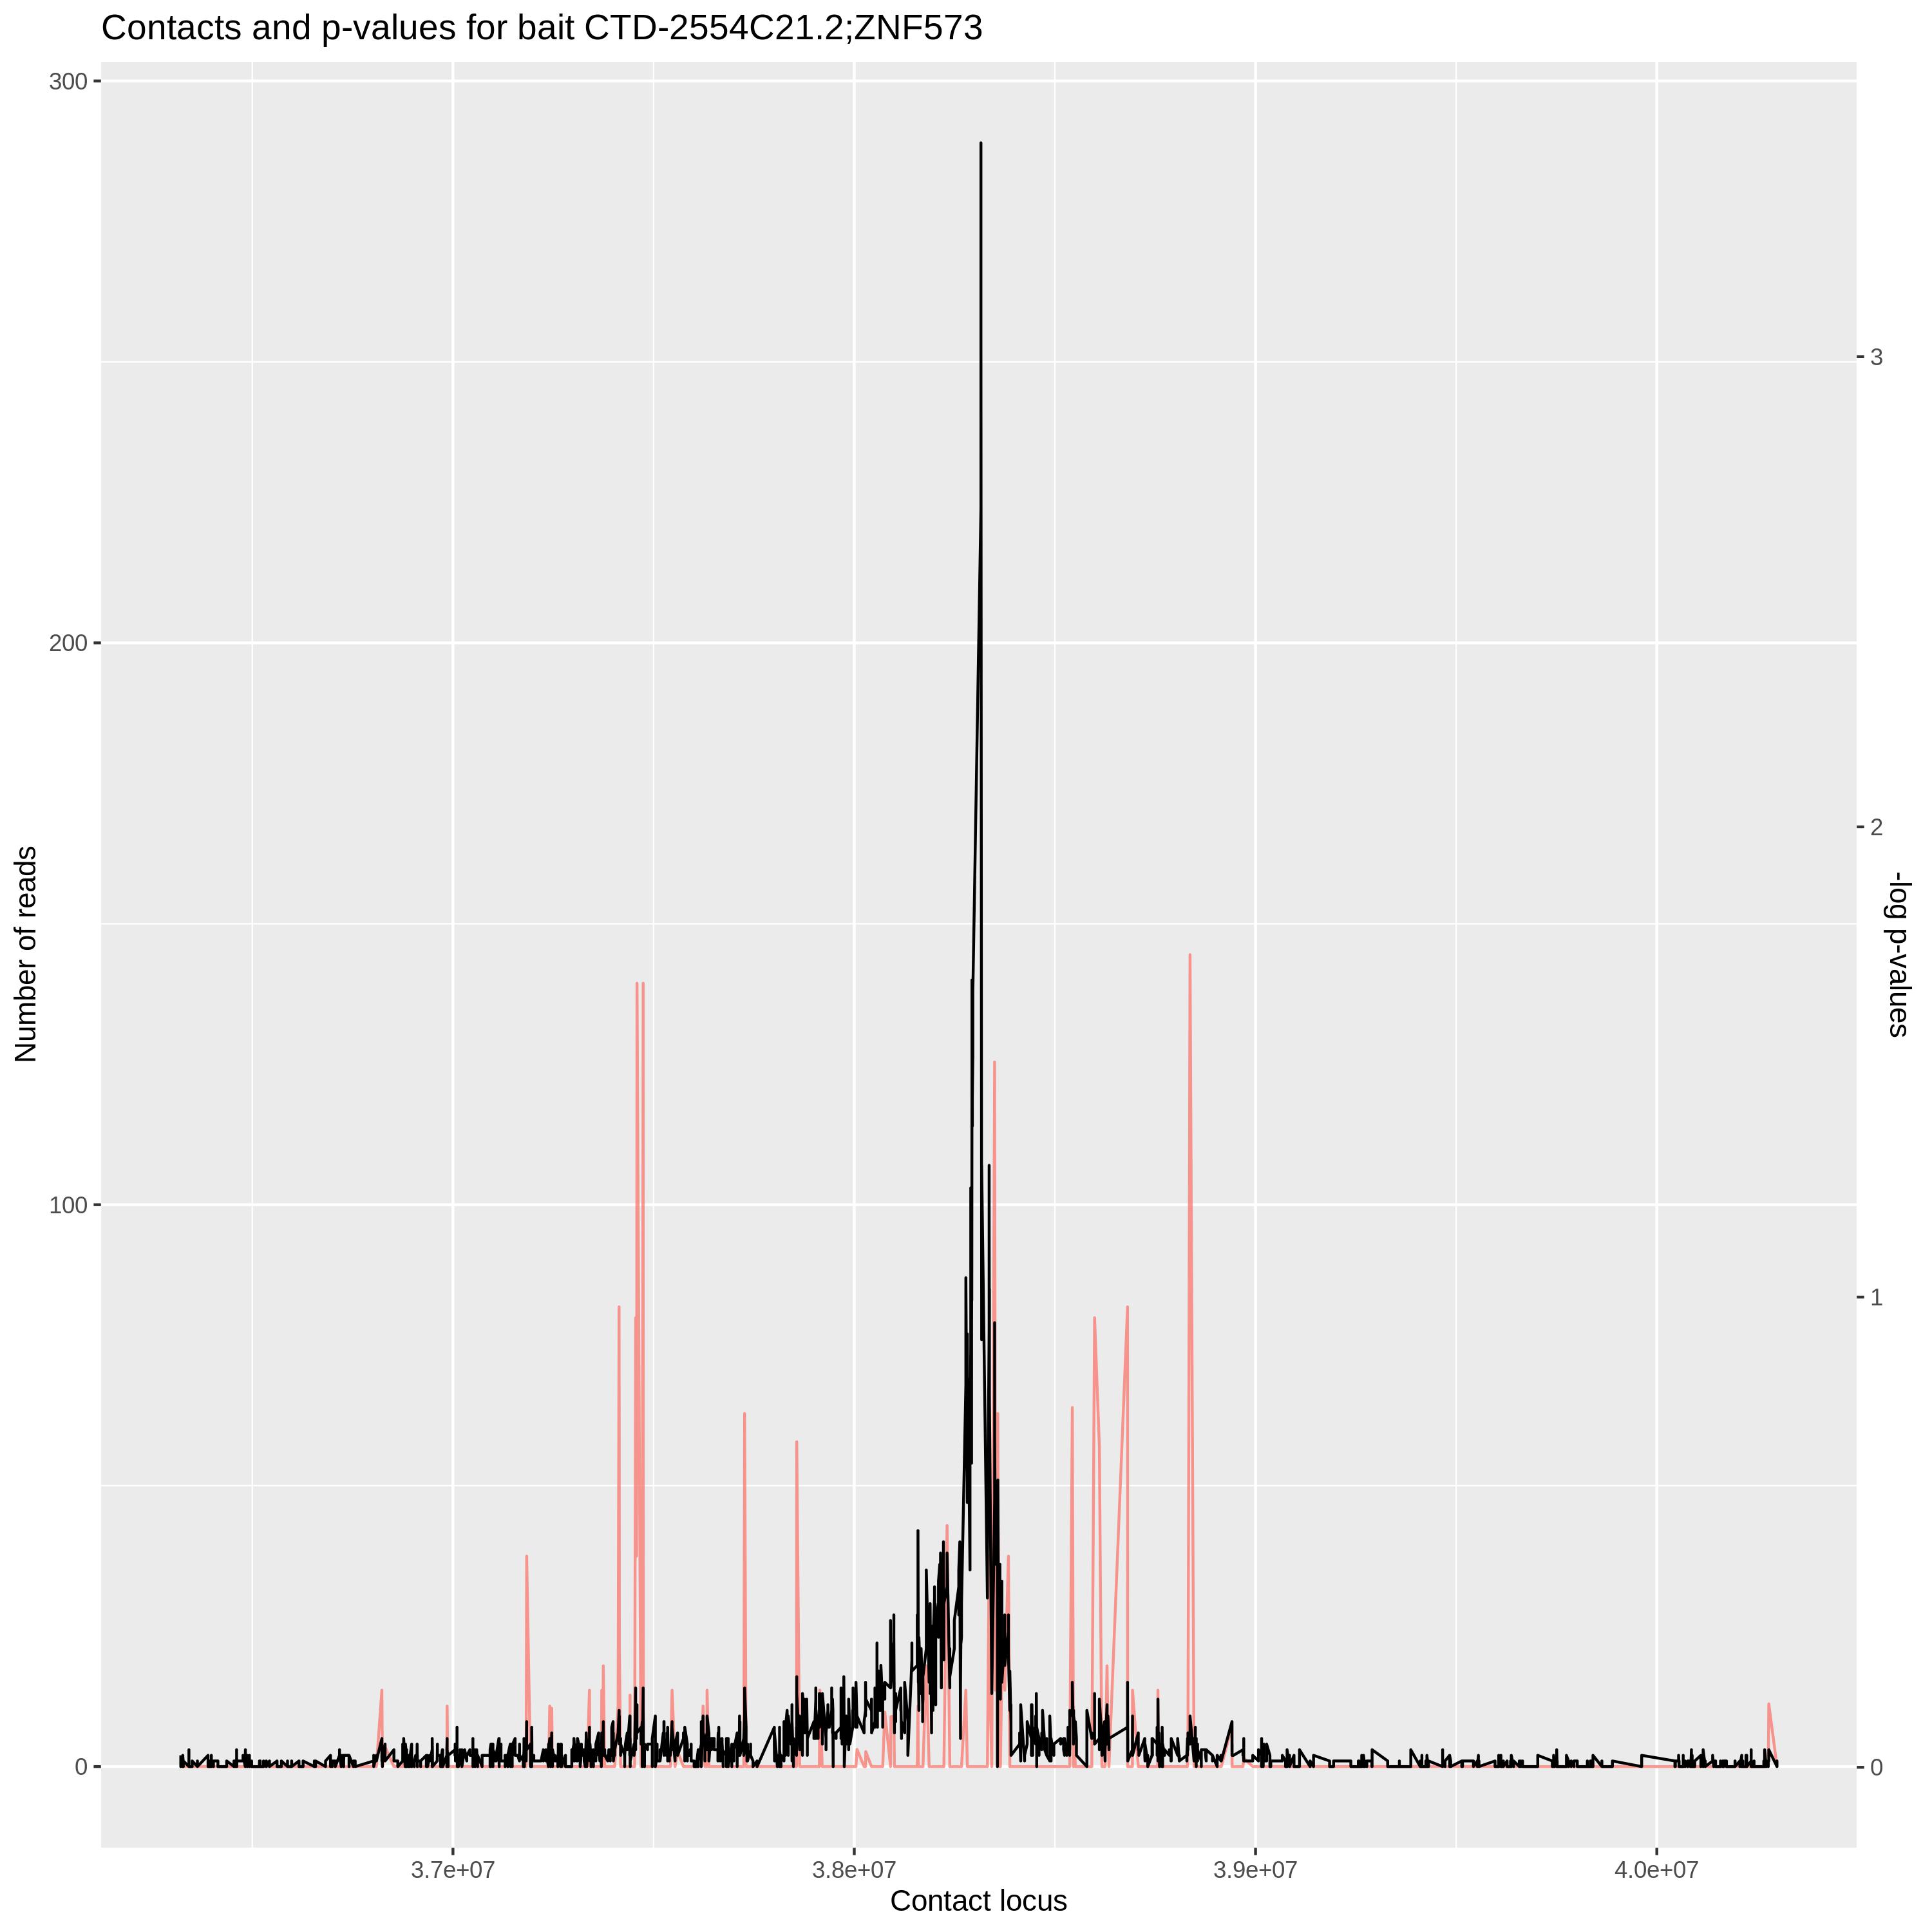 Contacts and p-values for bait CTD-2554C21.2;ZNF573
300
200
100
0
Number of reads
3
2
1
0
-log p-values
3.7e+07
3.8e+07
3.9e+07
4.0e+07
Contact locus